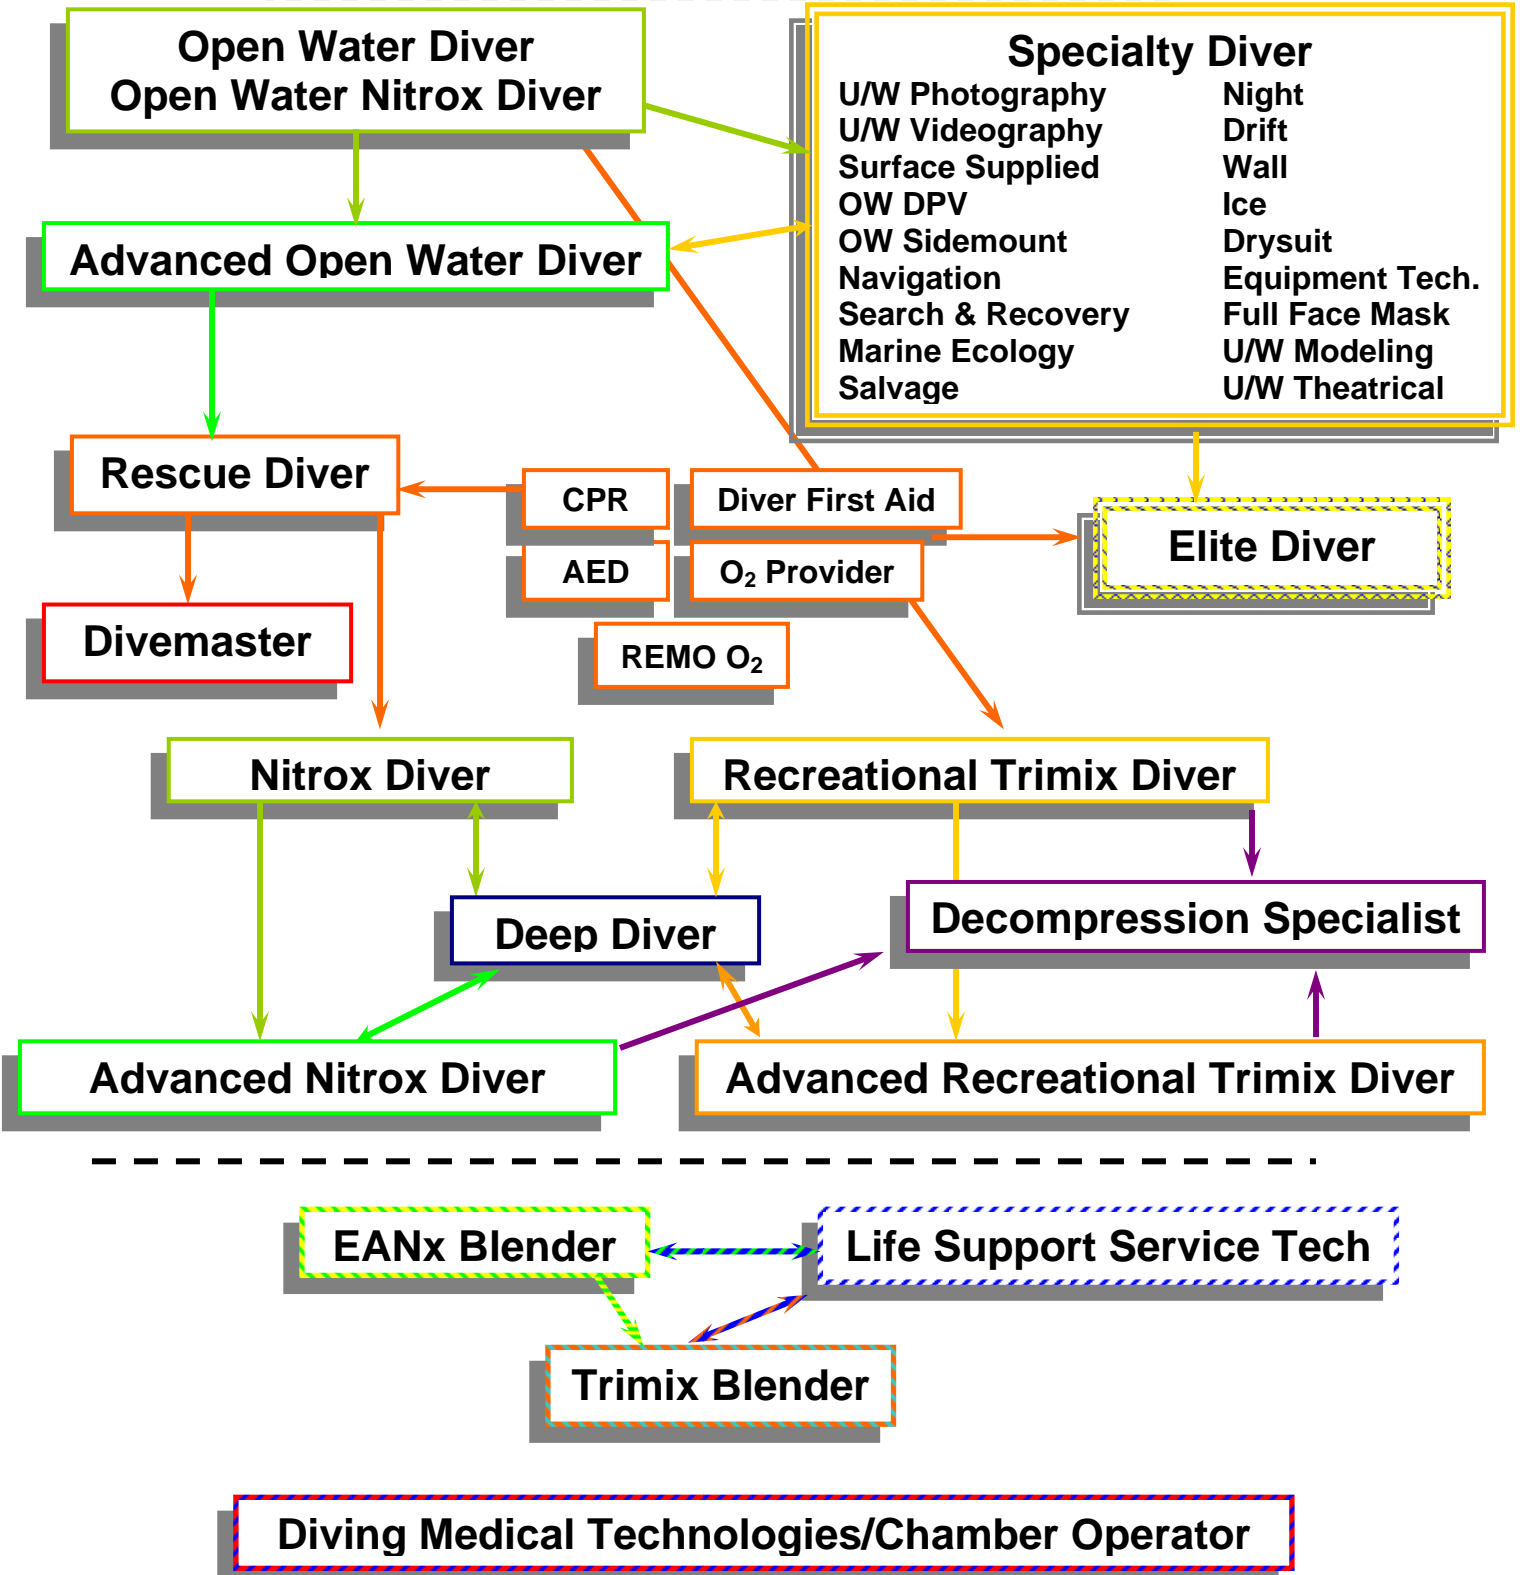 Open Water Diver
Open Water Nitrox Diver
Specialty Diver
U/W Photography
U/W Videography
Surface Supplied
OW DPV
OW Sidemount
Navigation
Search & Recovery
Marine Ecology
Salvage
Night
Drift
Wall
Ice
Drysuit
Equipment Tech.
Full Face Mask
U/W Modeling
U/W Theatrical
Advanced Open Water Diver
Rescue Diver
CPR
Diver First Aid
Elite Diver
AED
O₂ Provider
Divemaster
REMO O₂
Nitrox Diver
Recreational Trimix Diver
Deep Diver
Decompression Specialist
Advanced Nitrox Diver
Advanced Recreational Trimix Diver
EANx Blender
Life Support Service Tech
Trimix Blender
Diving Medical Technologies/Chamber Operator